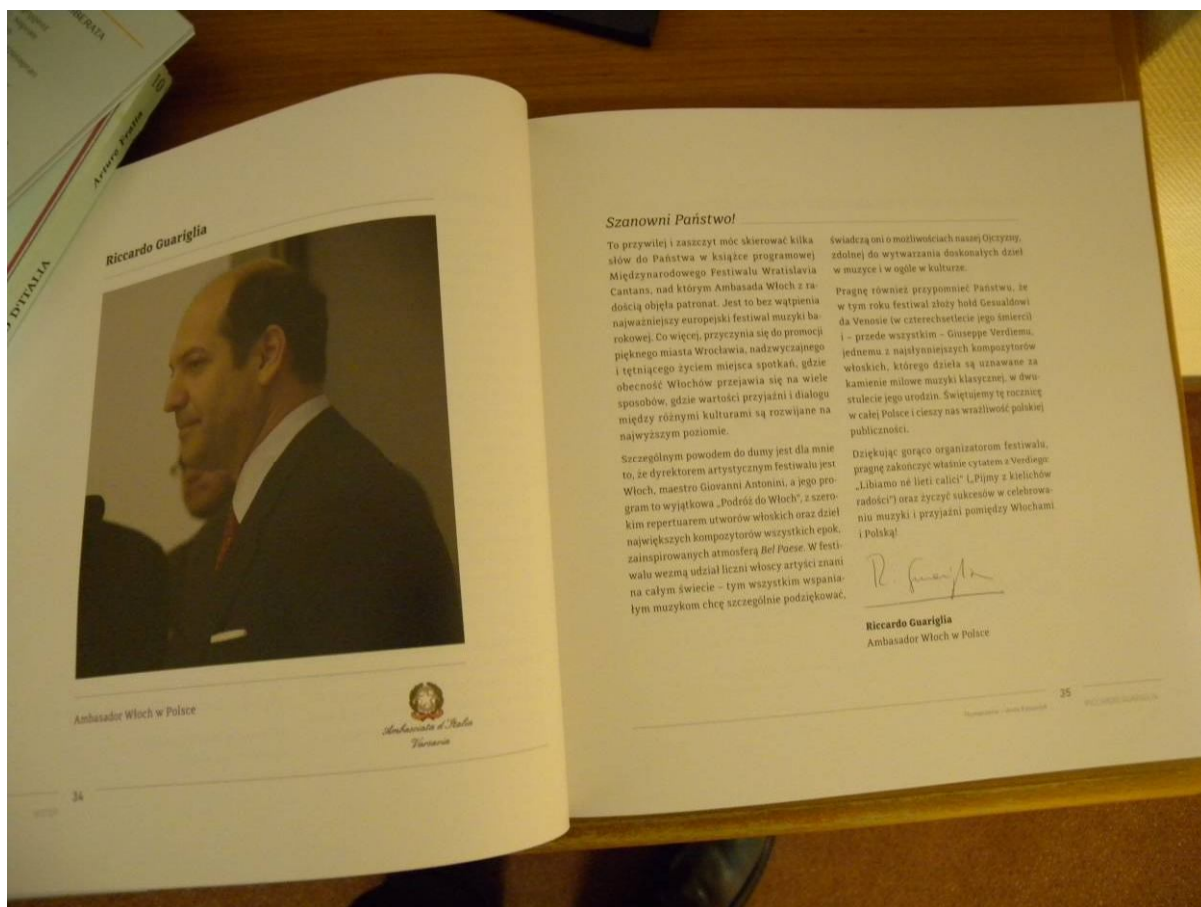 BERATA
10
Arturo Fratta
D'ITALIA
Riccardo Guariglia
Ambasador Włoch w Polsce
Ambasciata d'Italia
Varsavia
34
Szanowni Państwo!
To przywilej i zaszczyt móc skierować kilka
słów do Państwa w książce programowej
Międzynarodowego Festiwalu Wratislavia
Cantans, nad którym Ambasada Włoch z ra-
dością objęła patronat. Jest to bez wątpienia
najważniejszy europejski festiwal muzyki ba-
rokowej. Co więcej, przyczynia się do promocji
pięknego miasta Wrocławia, nadzwyczajnego
i tętniącego życiem miejsca spotkań, gdzie
obecność Włochów przejawia się na wiele
sposobów, gdzie wartości przyjaźni i dialogu
między różnymi kulturami są rozwijane na
najwyższym poziomie.
Szczególnym powodem do dumy jest dla mnie
to, że dyrektorem artystycznym festiwalu jest
Włoch, maestro Giovanni Antonini, a jego pro-
gram to wyjątkowa „Podróż do Włoch”, z szero-
kim repertuarem utworów włoskich oraz dzieł
największych kompozytorów wszystkich epok,
zainspirowanych atmosferą Bel Paese. W festi-
walu wezmą udział liczni włoscy artyści znani
na całym świecie – tym wszystkim wspania-
łym muzykom chcę szczególnie podziękować,
świadczą oni o możliwościach naszej Ojczyzny,
zdolnej do wytwarzania doskonałych dzieł
w muzyce i w ogóle w kulturze.
Pragnę również przypomnieć Państwu, że
w tym roku festiwal złoży hołd Gesualdowi
da Venosie (w czterechsetlecie jego śmierci)
i – przede wszystkim – Giuseppe Verdiemu,
jednemu z najsłynniejszych kompozytorów
włoskich, którego dzieła są uznawane za
kamienie milowe muzyki klasycznej, w dwu-
stulecie jego urodzin. Świętujemy tę rocznicę
w całej Polsce i cieszy nas wrażliwość polskiej
publiczności.
Dziękując gorąco organizatorom festiwalu,
pragnę zakończyć właśnie cytatem z Verdiego:
„Libiamo né lieti calici” („Pijmy z kielichów
radości”) oraz życzyć sukcesów w celebrowa-
niu muzyki i przyjaźni pomiędzy Włochami
i Polską!
R. Guariglia
Riccardo Guariglia
Ambasador Włoch w Polsce
35
RICCARDO GUARIGLIA